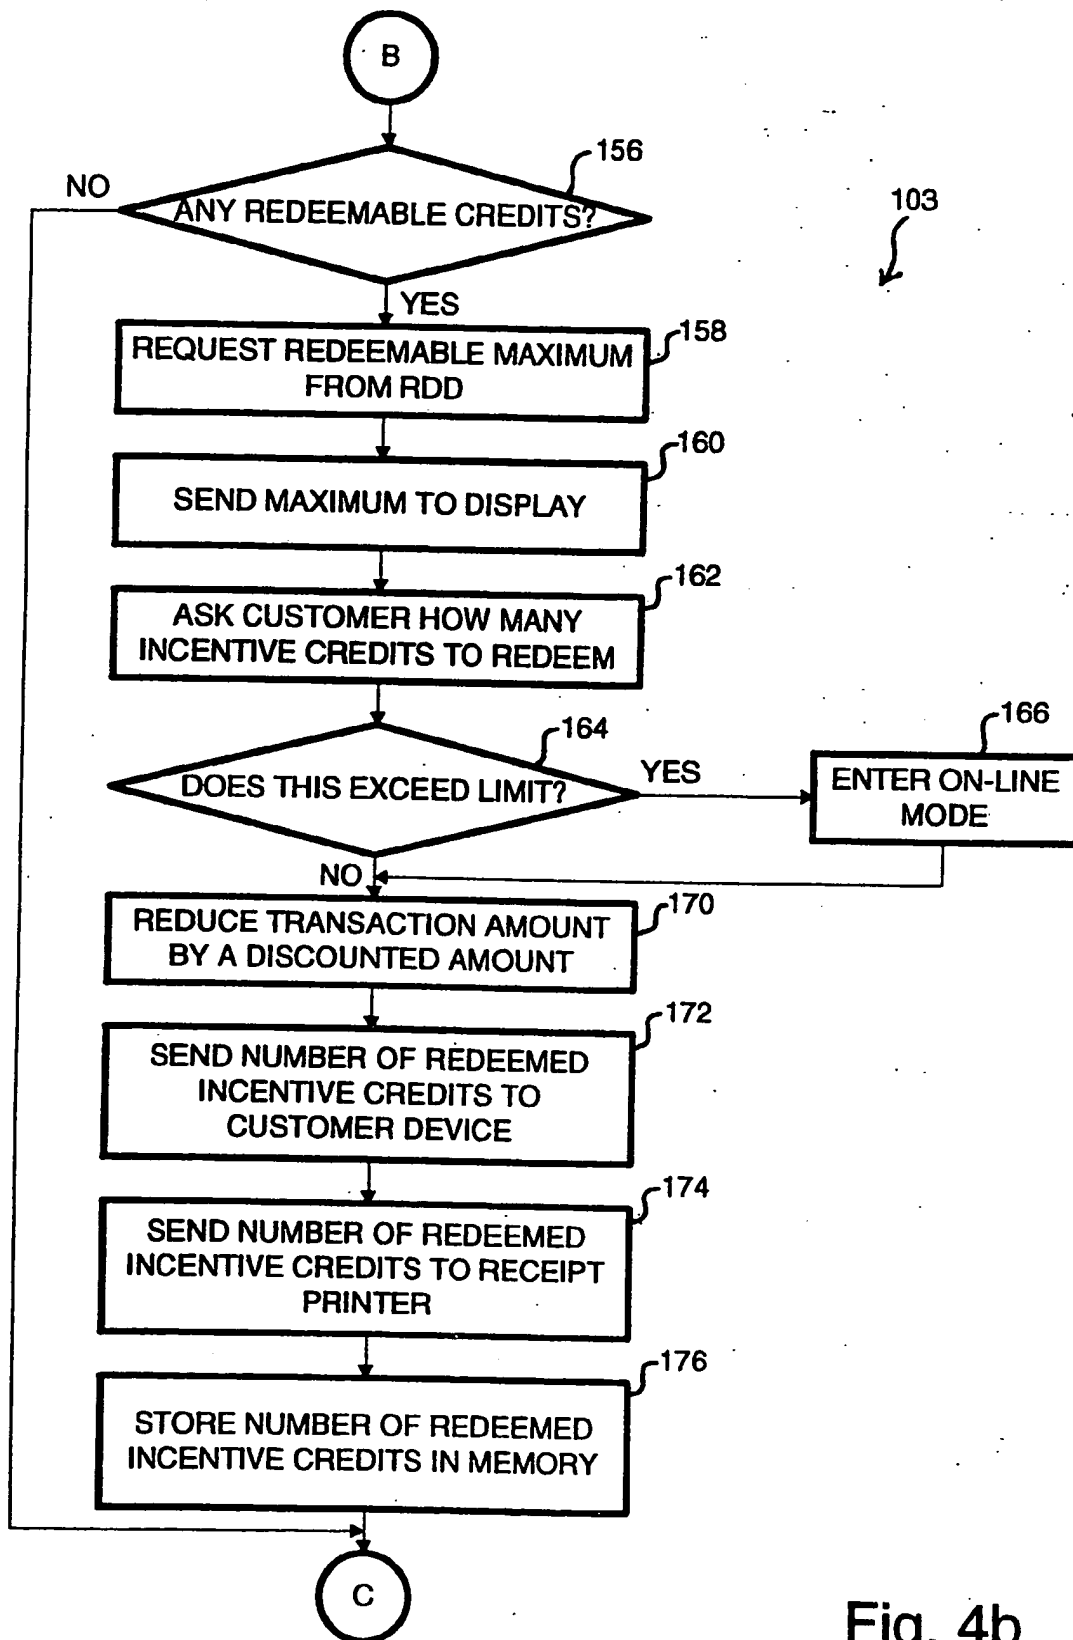 B
156
NO
ANY REDEEMABLE CREDITS?
103
YES
158
REQUEST REDEEMABLE MAXIMUM
FROM RDD
160
SEND MAXIMUM TO DISPLAY
162
ASK CUSTOMER HOW MANY
INCENTIVE CREDITS TO REDEEM
164
166
DOES THIS EXCEED LIMIT?
YES
ENTER ON-LINE
MODE
NO
170
REDUCE TRANSACTION AMOUNT
BY A DISCOUNTED AMOUNT
172
SEND NUMBER OF REDEEMED
INCENTIVE CREDITS TO
CUSTOMER DEVICE
174
SEND NUMBER OF REDEEMED
INCENTIVE CREDITS TO RECEIPT
PRINTER
176
STORE NUMBER OF REDEEMED
INCENTIVE CREDITS IN MEMORY
C
Fig. 4b